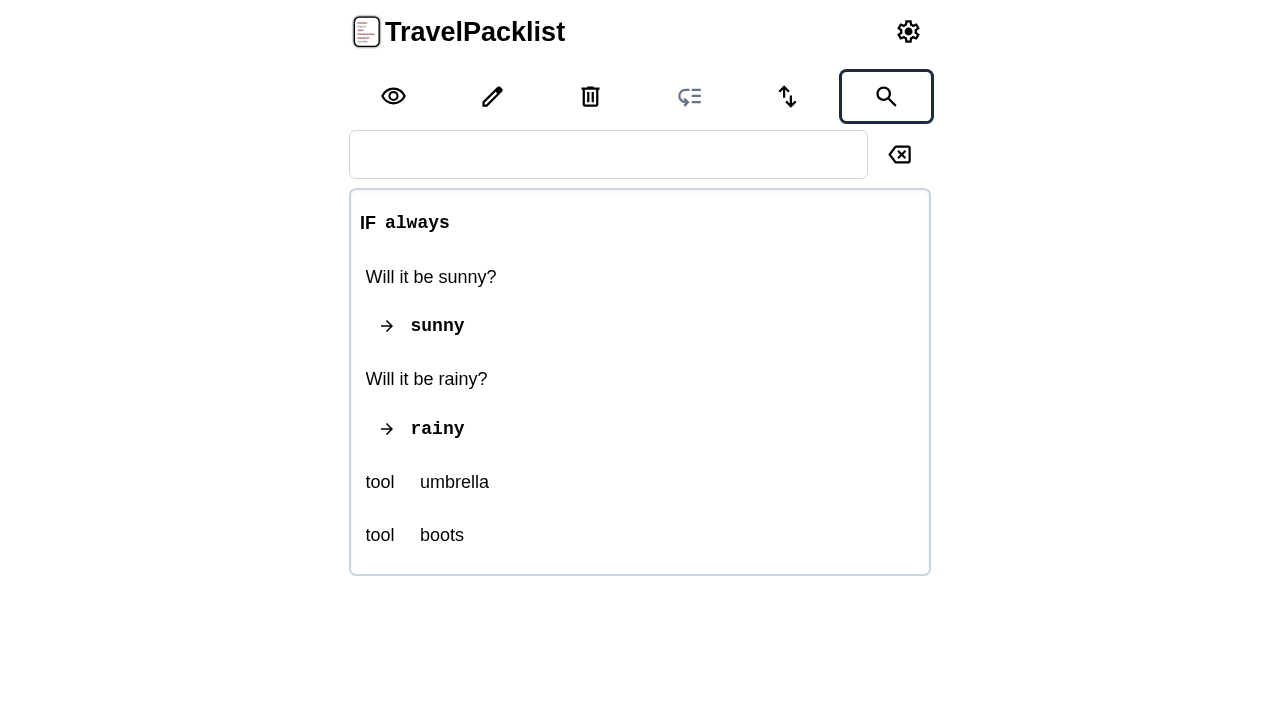 TravelPacklist
IF always
Will it be sunny?
→ sunny
Will it be rainy?
→ rainy
tool umbrella
tool boots